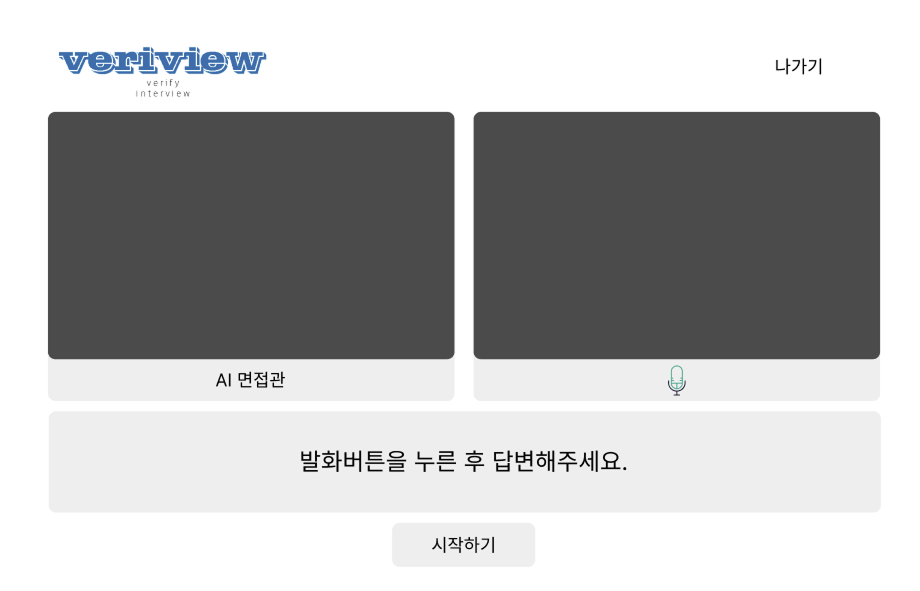 veriview
verify
interview
나가기
AI 면접관
발화버튼을 누른 후 답변해주세요.
시작하기